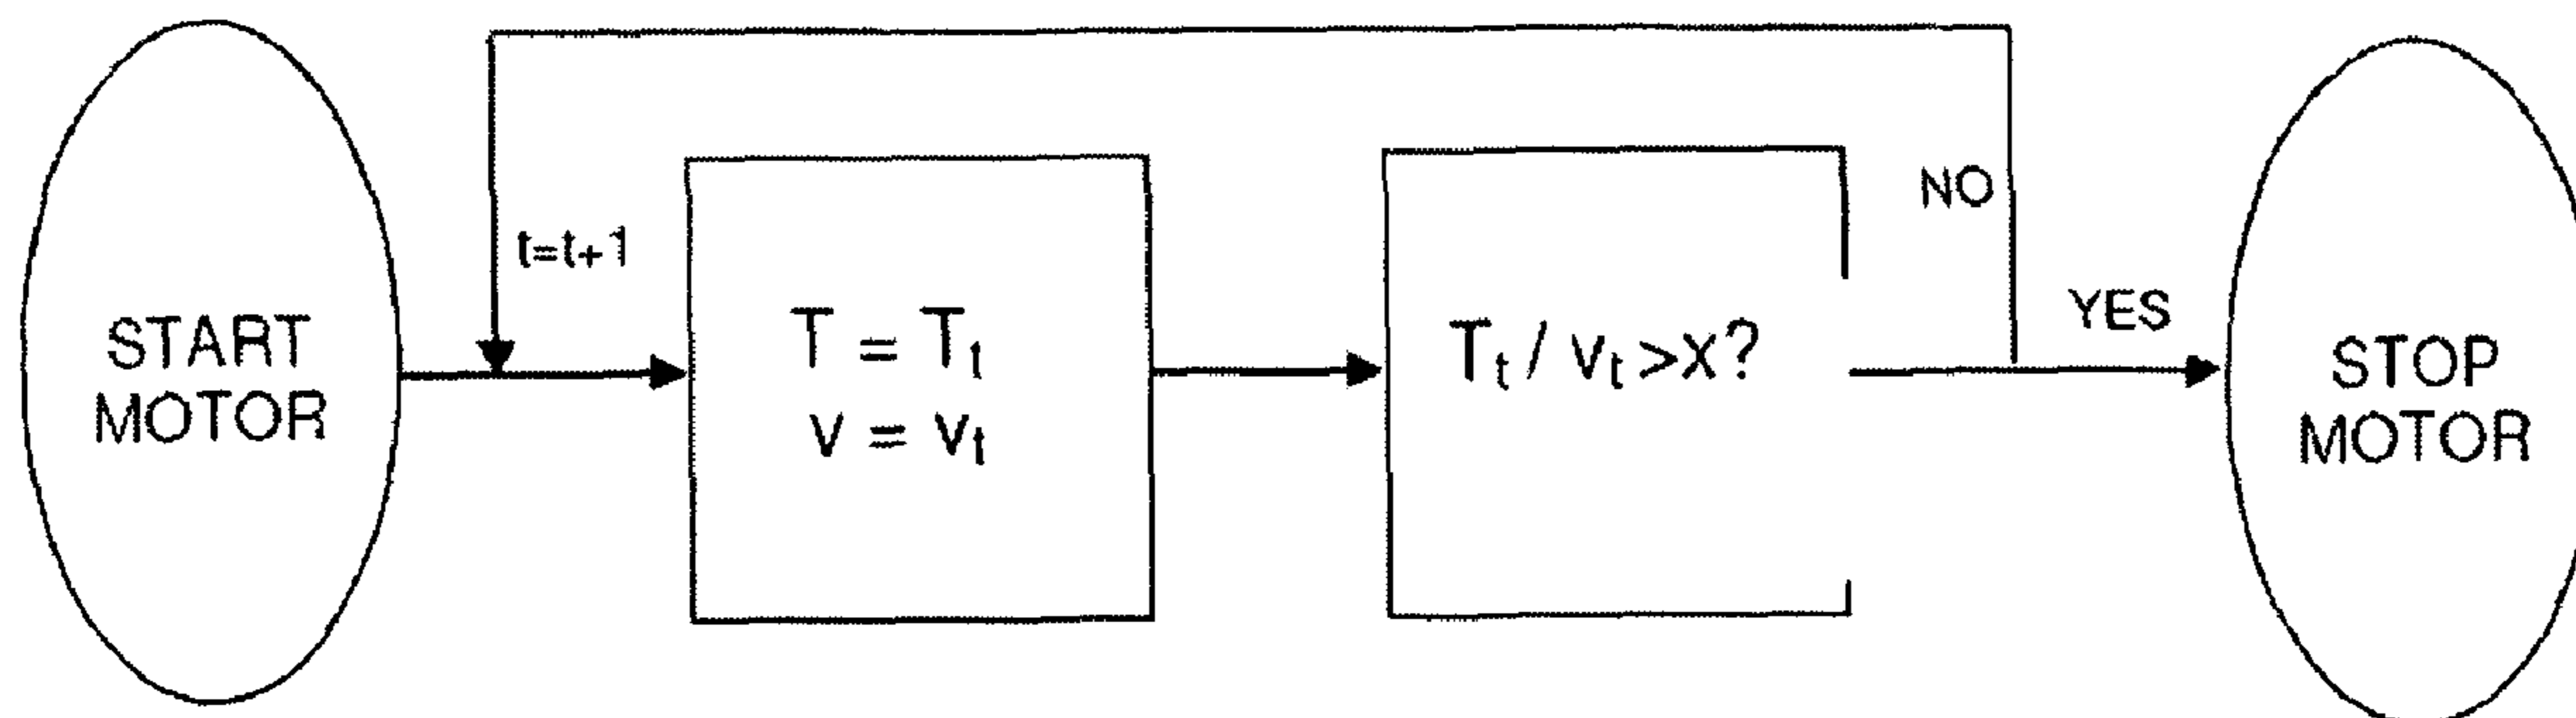 START
MOTOR
t=t+1
T = Tₜ
v = vₜ
Tₜ / vₜ >x?
NO
YES
STOP
MOTOR